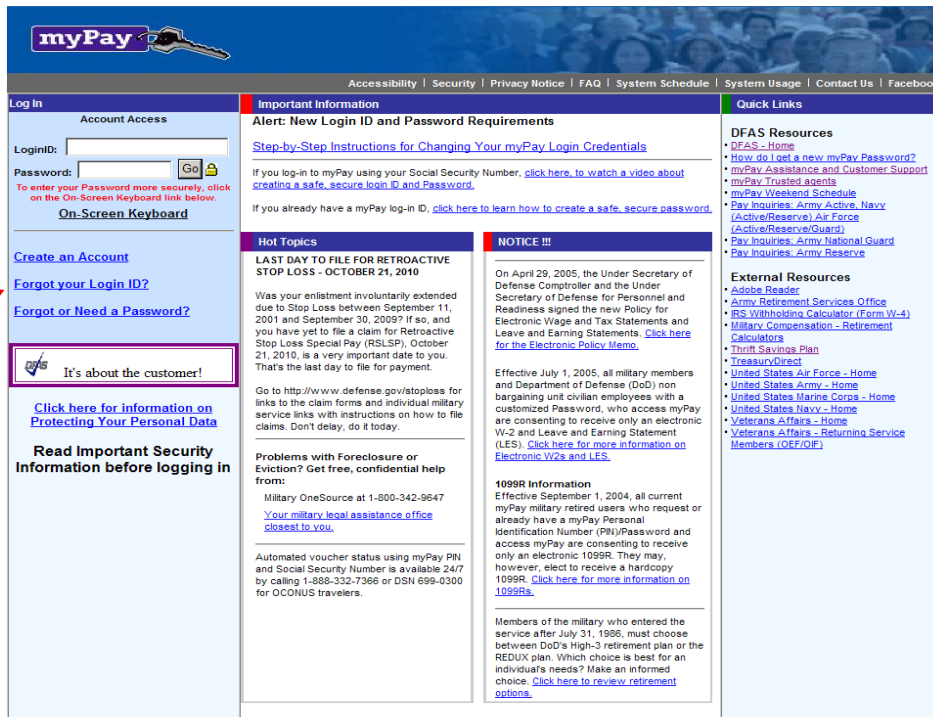 myPay
Accessibility | Security | Privacy Notice | FAQ | System Schedule | System Usage | Contact Us | Faceboo
Log In
Account Access
LoginID:
Password:
Go
To enter your Password more securely, click
on the On-Screen Keyboard link below.
On-Screen Keyboard
Create an Account
Forgot your Login ID?
Forgot or Need a Password?
DFAS
It's about the customer!
Click here for information on
Protecting Your Personal Data
Read Important Security
Information before logging in
Important Information
Alert: New Login ID and Password Requirements
Step-by-Step Instructions for Changing Your myPay Login Credentials
If you log-in to myPay using your Social Security Number, click here, to watch a video about
creating a safe, secure login ID and Password.
If you already have a myPay log-in ID, click here to learn how to create a safe, secure password.
Hot Topics
LAST DAY TO FILE FOR RETROACTIVE
STOP LOSS - OCTOBER 21, 2010
Was your enlistment involuntarily extended
due to Stop Loss between September 11,
2001 and September 30, 2009? If so, and
you have yet to file a claim for Retroactive
Stop Loss Special Pay (RSLSP), October
21, 2010, is a very important date to you.
That's the last day to file for payment.
Go to http://www.defense.gov/stoploss for
links to the claim forms and individual military
service links with instructions on how to file
claims. Don't delay, do it today.
Problems with Foreclosure or
Eviction? Get free, confidential help
from:
Military OneSource at 1-800-342-9647
Your military legal assistance office
closest to you.
Automated voucher status using myPay PIN
and Social Security Number is available 24/7
by calling 1-888-332-7366 or DSN 699-0300
for OCONUS travelers.
NOTICE !!!
On April 29, 2005, the Under Secretary of
Defense Comptroller and the Under
Secretary of Defense for Personnel and
Readiness signed the new Policy for
Electronic Wage and Tax Statements and
Leave and Earning Statements. Click here
for the Electronic Policy Memo.
Effective July 1, 2005, all military members
and Department of Defense (DoD) non
bargaining unit civilian employees with a
customized Password, who access myPay
are consenting to receive only an electronic
W-2 and Leave and Earning Statement
(LES). Click here for more information on
Electronic W2s and LES.
1099R Information
Effective September 1, 2004, all current
myPay military retired users who request or
already have a myPay Personal
Identification Number (PIN)/Password and
access myPay are consenting to receive
only an electronic 1099R. They may,
however, elect to receive a hardcopy
1099R. Click here for more information on
1099Rs.
Members of the military who entered the
service after July 31, 1986, must choose
between DoD's High-3 retirement plan or the
REDUX plan. Which choice is best for an
individual's needs? Make an informed
choice. Click here to review retirement
options.
Quick Links
DFAS Resources
• DFAS - Home
• How do I get a new myPay Password?
• myPay Assistance and Customer Support
• myPay Trusted agents
• myPay Weekend Schedule
• Pay Inquiries: Army Active, Navy
(Active/Reserve) Air Force
(Active/Reserve/Guard)
• Pay Inquiries: Army National Guard
• Pay Inquiries: Army Reserve
External Resources
• Adobe Reader
• Army Retirement Services Office
• IRS Withholding Calculator (Form W-4)
• Military Compensation - Retirement
Calculators
• Thrift Savings Plan
• TreasuryDirect
• United States Air Force - Home
• United States Army - Home
• United States Marine Corps - Home
• United States Navy - Home
• Veterans Affairs - Home
• Veterans Affairs - Returning Service
Members (OEF/OIF)